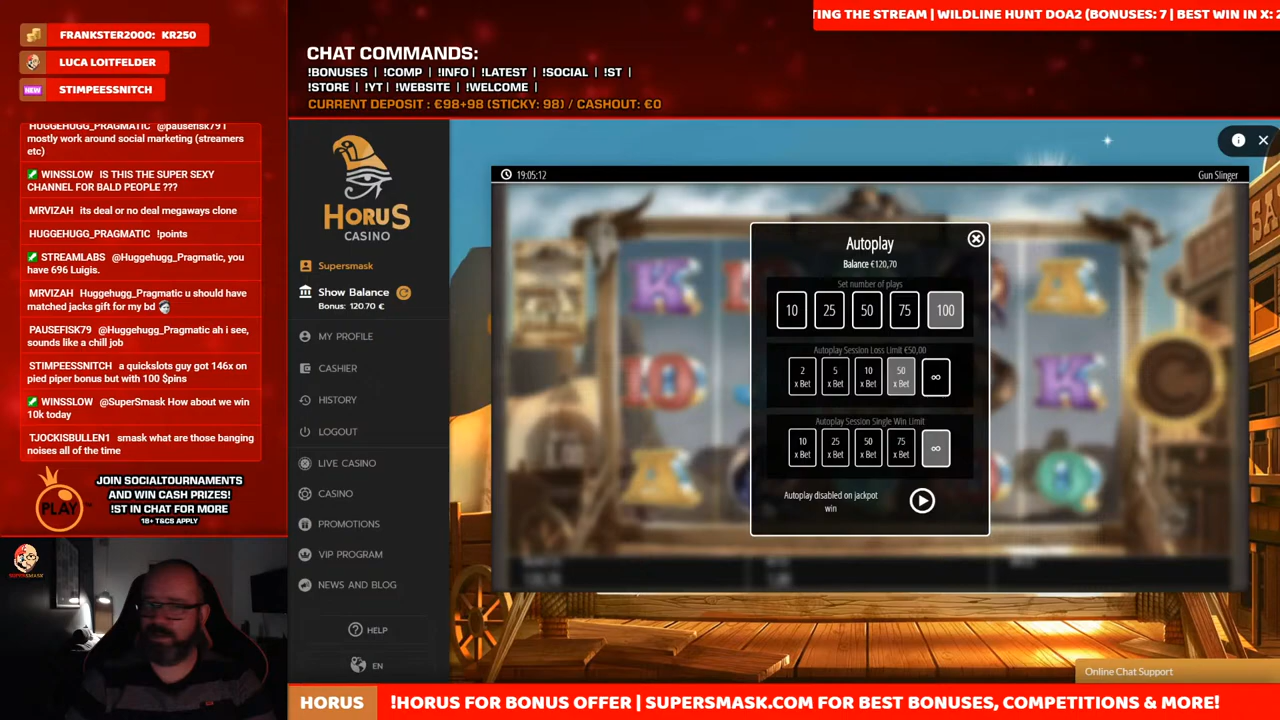 FRANKSTER2000: KR250
LUCA LOITFELDER
NEW STIMPEESSNITCH
HUGGEHUGG_PRAGMATIC @pausefisk79 I
mostly work around social marketing (streamers
etc)
WINSSLOW IS THIS THE SUPER SEXY
CHANNEL FOR BALD PEOPLE ???
MRVIZAH its deal or no deal megaways clone
HUGGEHUGG_PRAGMATIC !points
STREAMLABS @Huggehugg_Pragmatic, you
have 696 Luigis.
MRVIZAH Huggehugg_Pragmatic u should have
matched jacks gift for my bd
PAUSEFISK79 @Huggehugg_Pragmatic ah i see,
sounds like a chill job
STIMPEESSNITCH a quickslots guy got 146x on
pied piper bonus but with 100 $pins
WINSSLOW @SuperSmask How about we win
10k today
TJOCKISBULLEN1 smask what are those banging
noises all of the time
PLAY
JOIN SOCIALTOURNAMENTS
AND WIN CASH PRIZES!
!ST IN CHAT FOR MORE
18+ T&CS APPLY
SUPERSMASK
CHAT COMMANDS:
!BONUSES | !COMP | !INFO | !LATEST | !SOCIAL | !ST |
!STORE | !YT | !WEBSITE | !WELCOME |
CURRENT DEPOSIT : €98+98 (STICKY: 98) / CASHOUT: €0
TING THE STREAM | WILDLINE HUNT DOA2 (BONUSES: 7 | BEST WIN IN X: 2
HORUS
CASINO
Supersmask
Show Balance
Bonus: 120.70 €
MY PROFILE
CASHIER
HISTORY
LOGOUT
LIVE CASINO
CASINO
PROMOTIONS
VIP PROGRAM
NEWS AND BLOG
HELP
EN
19:05:12
Gun Slinger
Autoplay
Balance €120,70
Set number of plays
10 25 50 75 100
Autoplay Session Loss Limit €50,00
2 x Bet 5 x Bet 10 x Bet 50 x Bet ∞
Autoplay Session Single Win Limit
10 x Bet 25 x Bet 50 x Bet 75 x Bet ∞
Autoplay disabled on jackpot
win
K
10
A
A
K
Online Chat Support
HORUS !HORUS FOR BONUS OFFER | SUPERSMASK.COM FOR BEST BONUSES, COMPETITIONS & MORE!